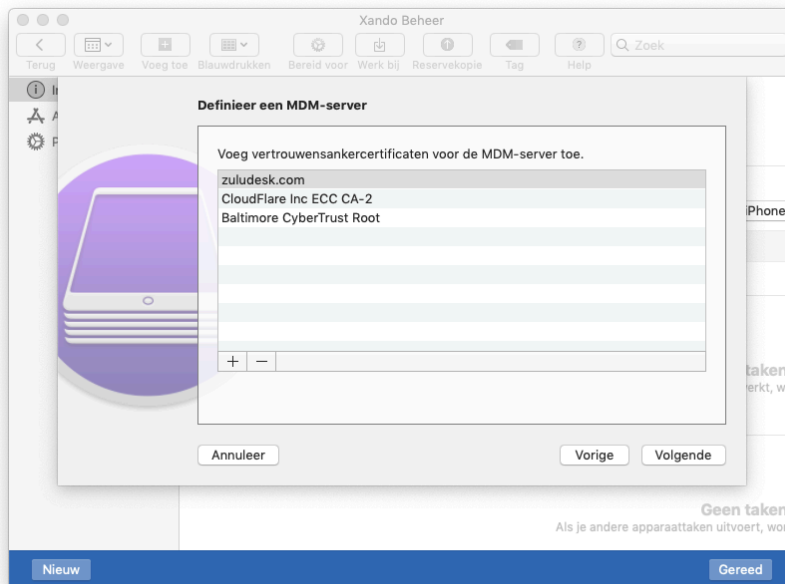 Xando Beheer
Terug Weergave Voeg toe Blauwdrukken Bereid voor Werk bij Reservekopie Tag Help
Zoek
Definieer een MDM-server
Voeg vertrouwensankercertificaten voor de MDM-server toe.
zuludesk.com
CloudFlare Inc ECC CA-2
Baltimore CyberTrust Root
iPhone
+ −
taken
Annuleer Vorige Volgende
Geen taken
Als je andere apparaattaken uitvoert,
Nieuw Gereed